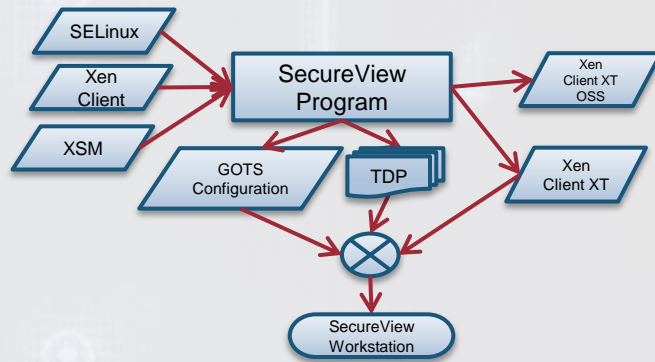 SELinux
Xen
Client
XSM
SecureView
Program
Xen
Client XT
OSS
GOTS
Configuration
TDP
Xen
Client XT
SecureView
Workstation